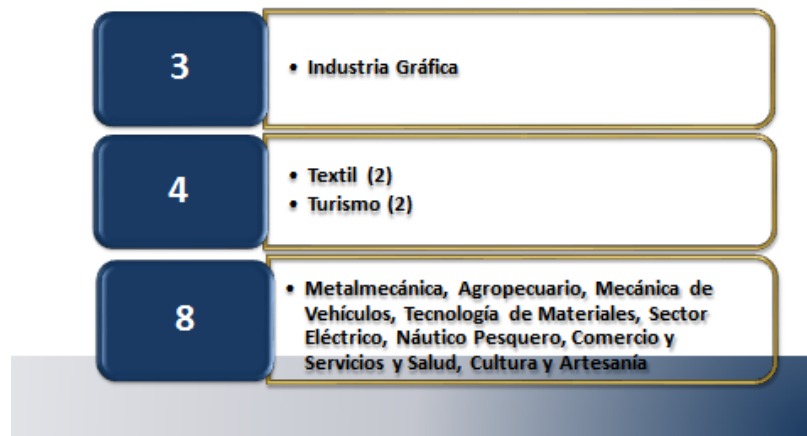 3
• Industria Gráfica
4
• Textil (2)
• Turismo (2)
8
• Metalmecánica, Agropecuario, Mecánica de
Vehículos, Tecnología de Materiales, Sector
Eléctrico, Náutico Pesquero, Comercio y
Servicios y Salud, Cultura y Artesanía